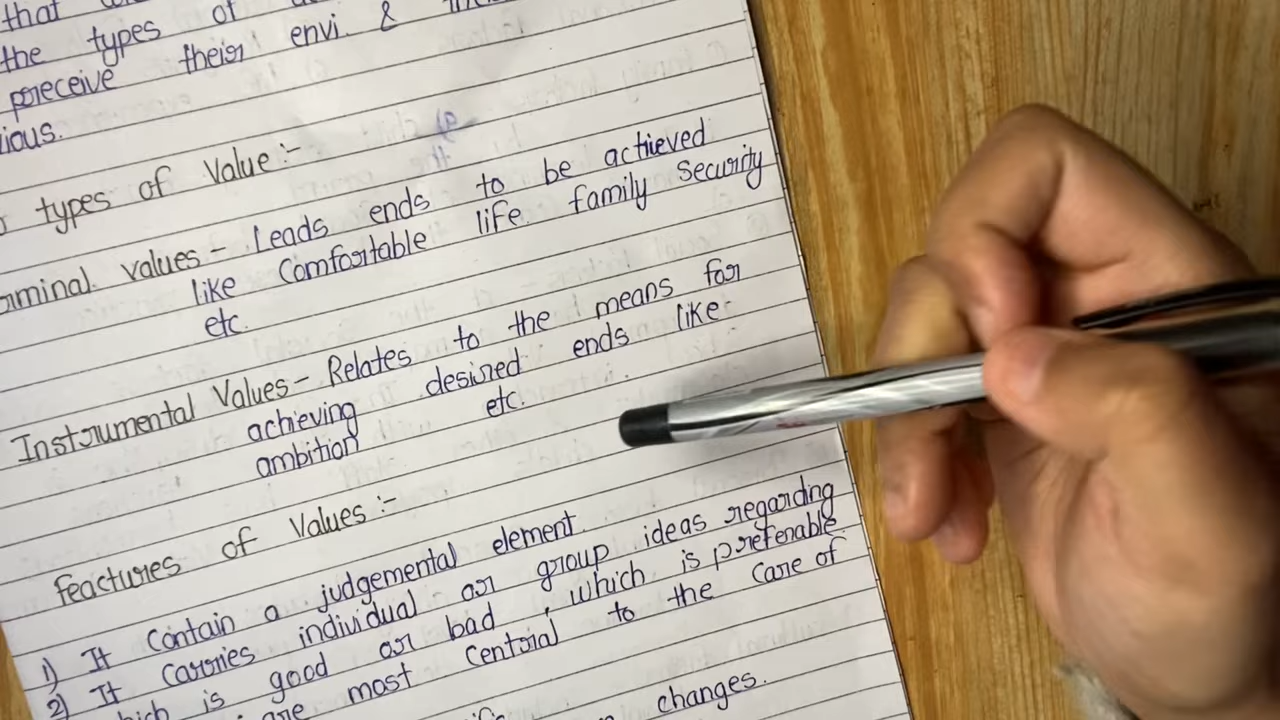 that
the types of
preceive their envi. &
ious.
types of Value :-
minal values - Leads ends to be achieved
like Comfortable life family Security
etc.
Instrumental Values - Relates to the means for
achieving desired ends like
ambition etc.
Feactures of Values :-
1) It Contain a judgemental element
2) It Carries individual or group ideas regarding
which is good or bad, which is preferable.
are most Central to the Care of
changes.